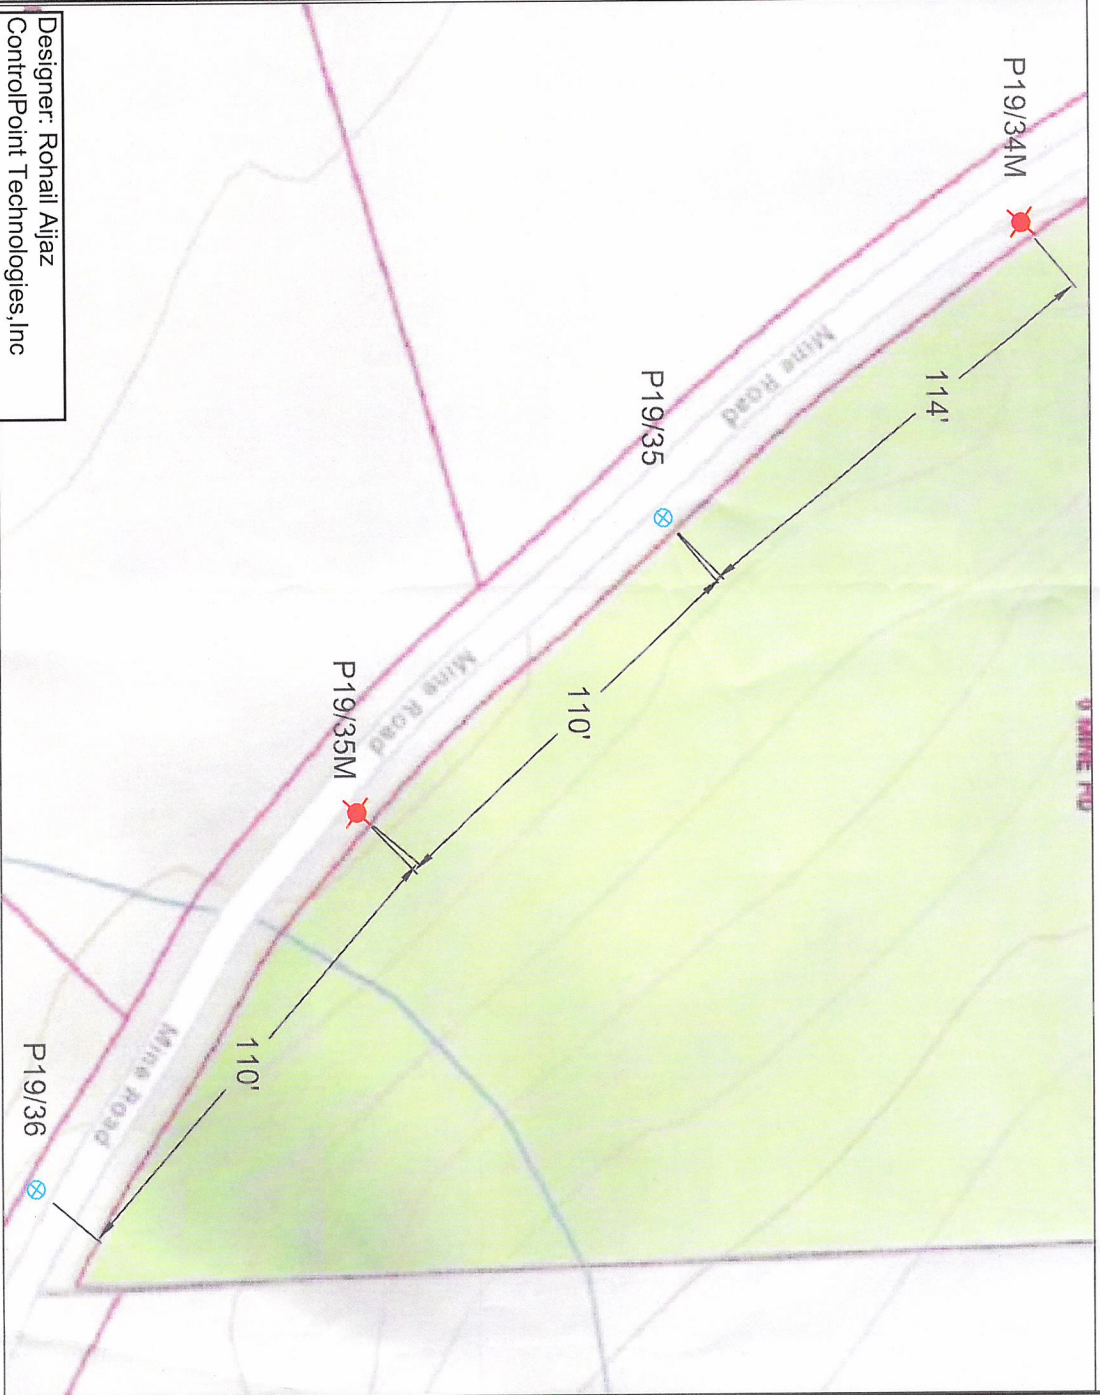 P19/34M
114'
Mine Road
P19/35
110'
Mine Road
P19/35M
110'
Mine Road
P19/36
Designer: Rohail Aijaz
ControlPoint Technologies,Inc